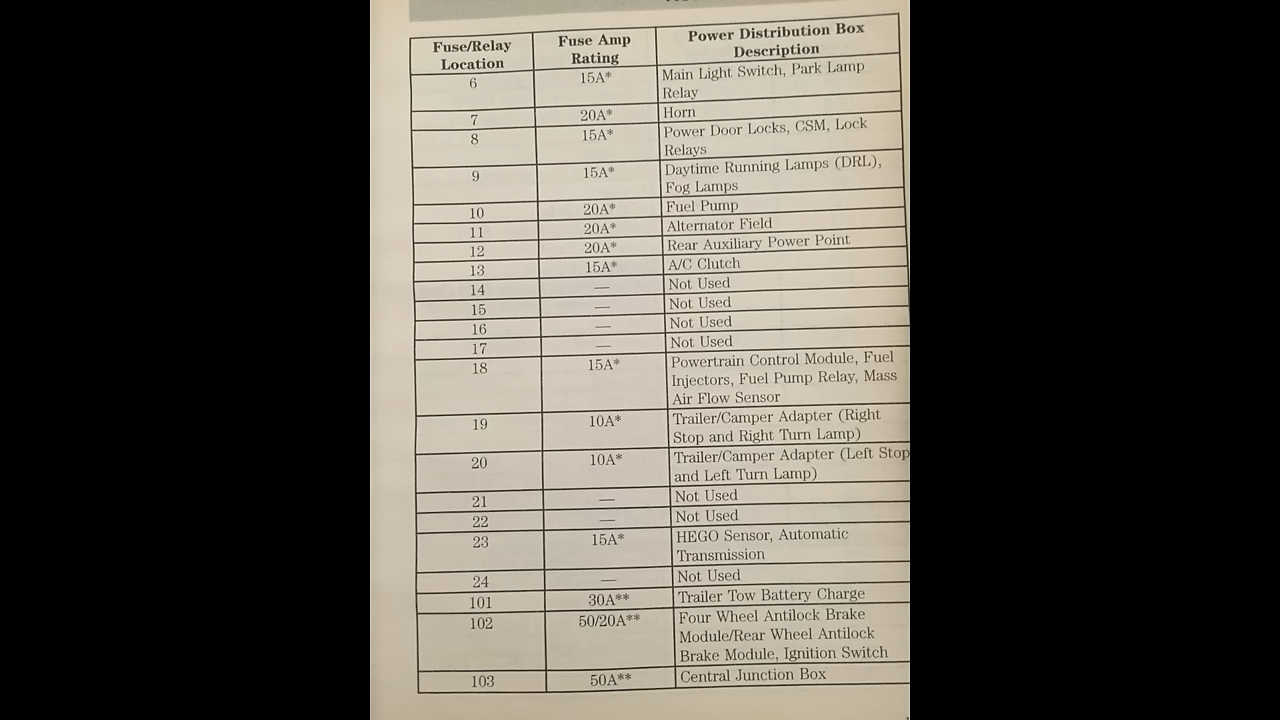 Fuse/Relay Location | Fuse Amp Rating | Power Distribution Box Description
6 | 15A* | Main Light Switch, Park Lamp
Relay
7 | 20A* | Horn
8 | 15A* | Power Door Locks, CSM, Lock
Relays
9 | 15A* | Daytime Running Lamps (DRL),
Fog Lamps
10 | 20A* | Fuel Pump
11 | 20A* | Alternator Field
12 | 20A* | Rear Auxiliary Power Point
13 | 15A* | A/C Clutch
14 | — | Not Used
15 | — | Not Used
16 | — | Not Used
17 | — | Not Used
18 | 15A* | Powertrain Control Module, Fuel
Injectors, Fuel Pump Relay, Mass
Air Flow Sensor
19 | 10A* | Trailer/Camper Adapter (Right
Stop and Right Turn Lamp)
20 | 10A* | Trailer/Camper Adapter (Left Stop
and Left Turn Lamp)
21 | — | Not Used
22 | — | Not Used
23 | 15A* | HEGO Sensor, Automatic
Transmission
24 | — | Not Used
101 | 30A** | Trailer Tow Battery Charge
102 | 50/20A** | Four Wheel Antilock Brake
Module/Rear Wheel Antilock
Brake Module, Ignition Switch
103 | 50A** | Central Junction Box